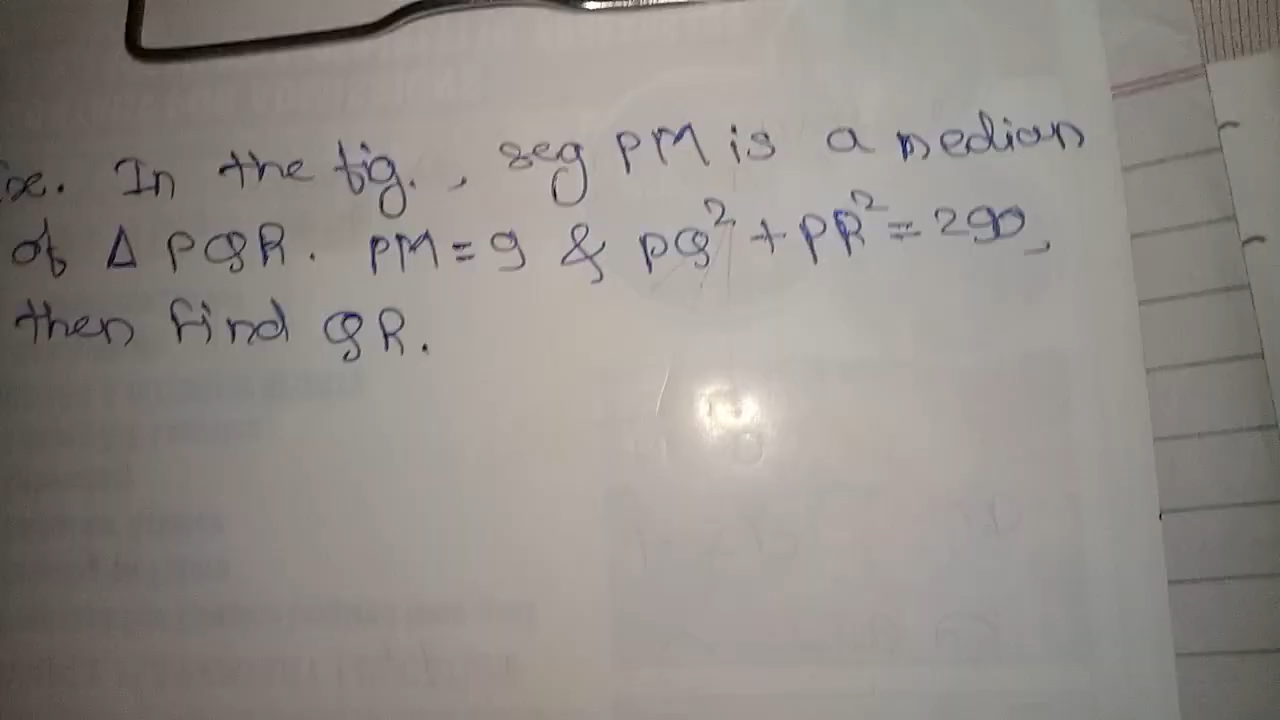 ex. In the fig., seg PM is a median
of Δ PQR. PM = 9 & PQ² + PR² = 290,
then find QR.